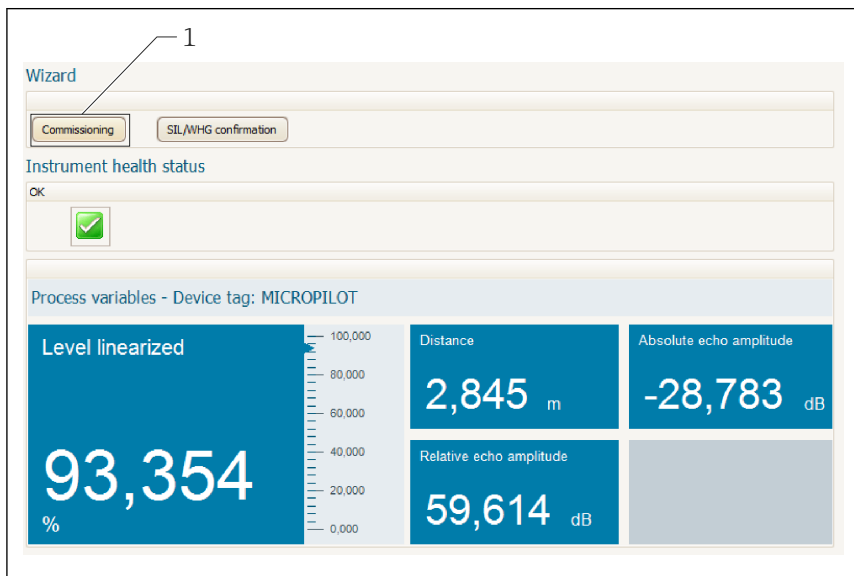 1
Wizard
Commissioning
SIL/WHG confirmation
Instrument health status
OK
Process variables - Device tag: MICROPILOT
Level linearized
93,354
%
100,000
80,000
60,000
40,000
20,000
0,000
Distance
2,845 m
Absolute echo amplitude
-28,783 dB
Relative echo amplitude
59,614 dB